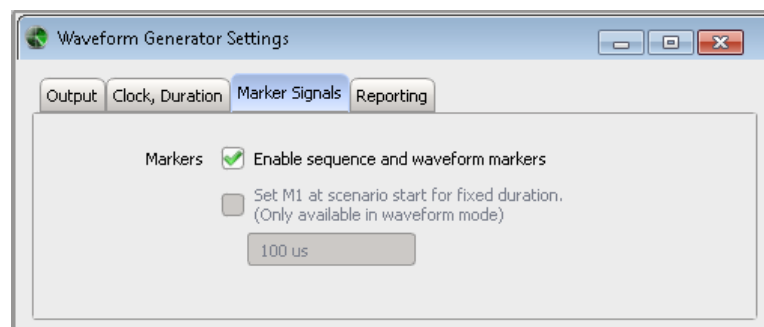 Waveform Generator Settings
Output Clock, Duration Marker Signals Reporting
Markers Enable sequence and waveform markers
Set M1 at scenario start for fixed duration.
(Only available in waveform mode)
100 us